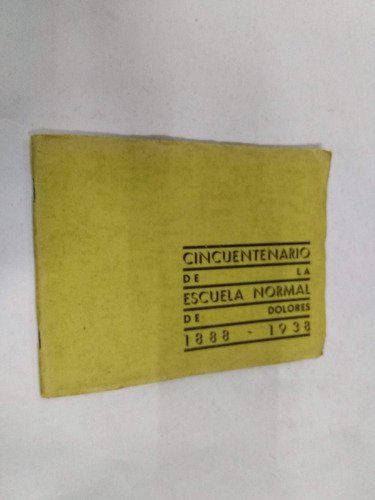 CINCUENTENARIO
DE LA
ESCUELA NORMAL
DE DOLORES
1888 - 1938